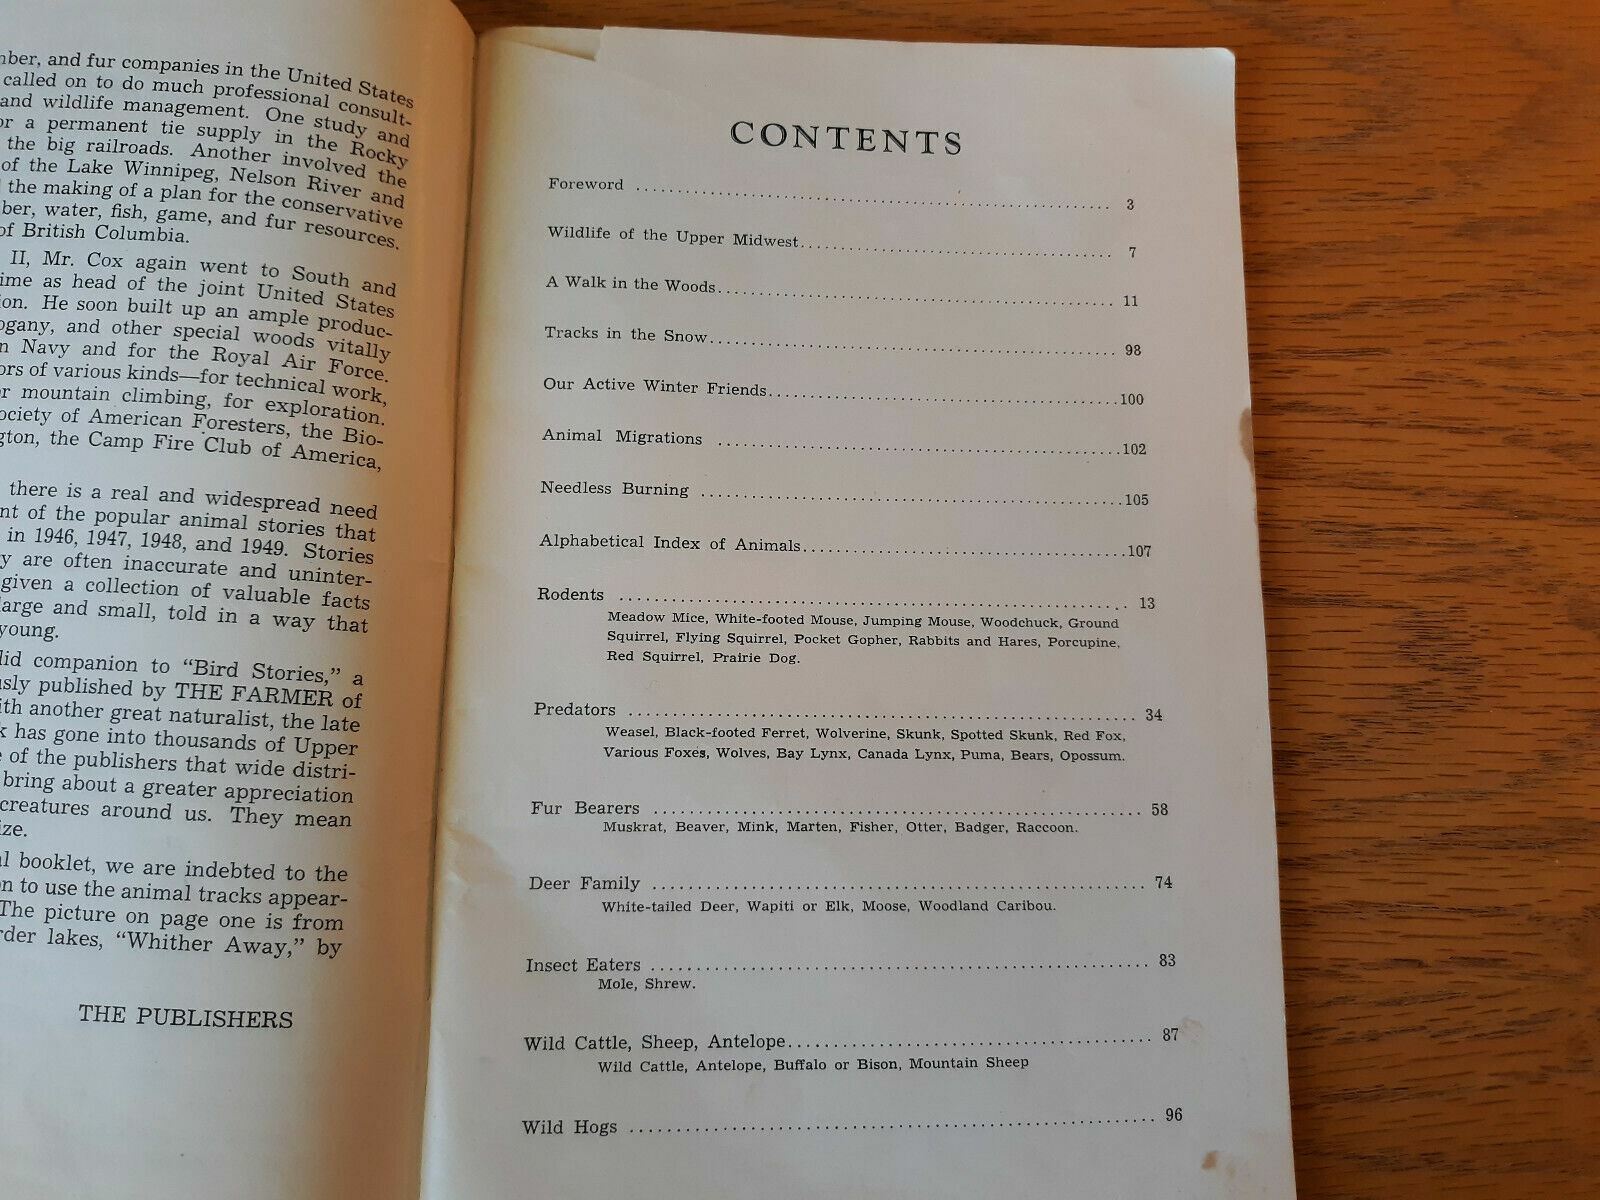 and fur companies in the United States
called on to do much professional consult-
and wildlife management. One study and
a permanent tie supply in the Rocky
the big railroads. Another involved the
of the Lake Winnipeg, Nelson River and
the making of a plan for the conservative
water, fish, game, and fur resources.
of British Columbia.
II, Mr. Cox again went to South and
as head of the joint United States
He soon built up an ample produc-
and other special woods vitally
Navy and for the Royal Air Force.
of various kinds—for technical work,
mountain climbing, for exploration.
of American Foresters, the Bio-
the Camp Fire Club of America,
there is a real and widespread need
of the popular animal stories that
in 1946, 1947, 1948, and 1949. Stories
are often inaccurate and uninter-
given a collection of valuable facts
large and small, told in a way that
young.
companion to "Bird Stories," a
published by THE FARMER of
another great naturalist, the late
has gone into thousands of Upper
of the publishers that wide distri-
bring about a greater appreciation
creatures around us. They mean
booklet, we are indebted to the
to use the animal tracks appear-
The picture on page one is from
lakes, "Whither Away," by
THE PUBLISHERS
CONTENTS
Foreword 3
Wildlife of the Upper Midwest 7
A Walk in the Woods 11
Tracks in the Snow 98
Our Active Winter Friends 100
Animal Migrations 102
Needless Burning 105
Alphabetical Index of Animals 107
Rodents 13
Meadow Mice, White-footed Mouse, Jumping Mouse, Woodchuck, Ground
Squirrel, Flying Squirrel, Pocket Gopher, Rabbits and Hares, Porcupine,
Red Squirrel, Prairie Dog.
Predators 34
Weasel, Black-footed Ferret, Wolverine, Skunk, Spotted Skunk, Red Fox,
Various Foxes, Wolves, Bay Lynx, Canada Lynx, Puma, Bears, Opossum.
Fur Bearers 58
Muskrat, Beaver, Mink, Marten, Fisher, Otter, Badger, Raccoon.
Deer Family 74
White-tailed Deer, Wapiti or Elk, Moose, Woodland Caribou.
Insect Eaters 83
Mole, Shrew.
Wild Cattle, Sheep, Antelope 87
Wild Cattle, Antelope, Buffalo or Bison, Mountain Sheep
Wild Hogs 96